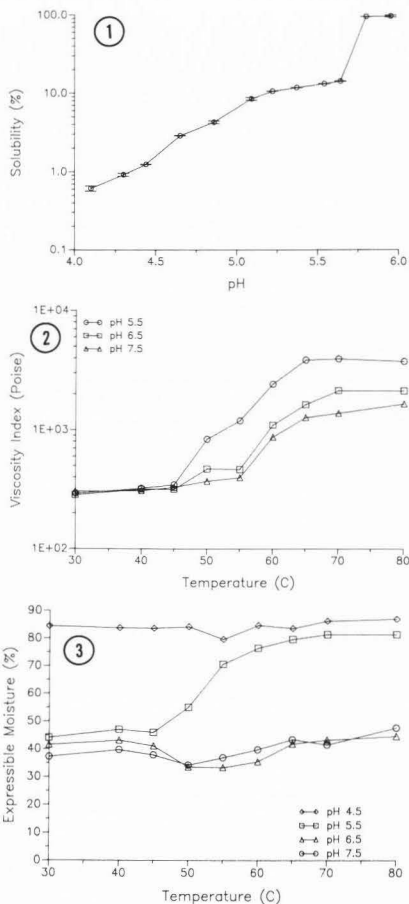 1
Solubility (%)
100.0
10.0
1.0
0.1
4.0 4.5 5.0 5.5 6.0
pH
2
Viscosity Index (Poise)
1E+04
1E+03
1E+02
pH 5.5
pH 6.5
pH 7.5
30 40 50 60 70 80
Temperature (C)
3
Expressible Moisture (%)
90
80
70
60
50
40
30
20
10
0
pH 4.5
pH 5.5
pH 6.5
pH 7.5
30 40 50 60 70 80
Temperature (C)